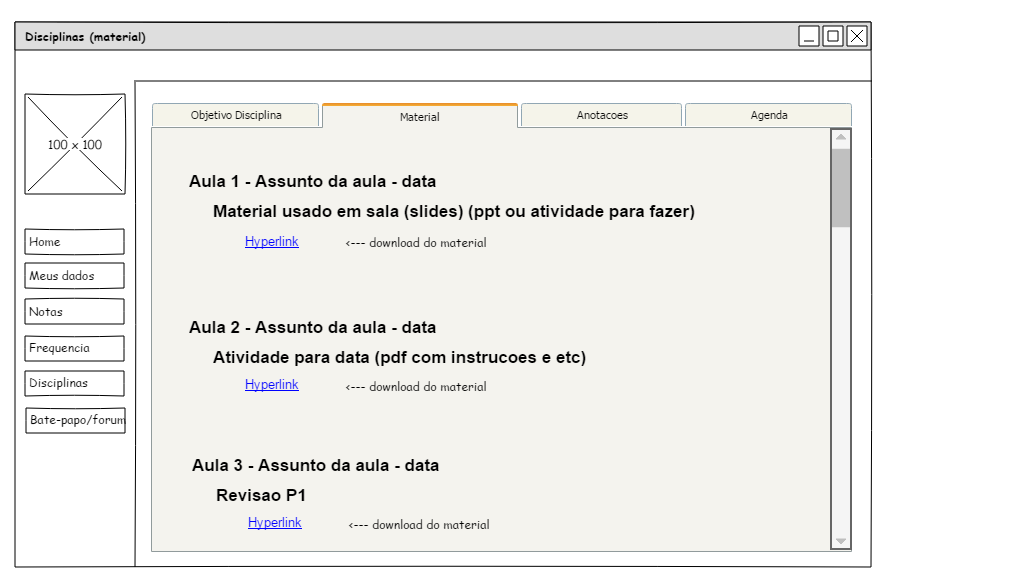 Disciplinas (material)
100 x 100
Home
Meus dados
Notas
Frequencia
Disciplinas
Bate-papo/forum
Objetivo Disciplina
Material
Anotacoes
Agenda
Aula 1 - Assunto da aula - data
Material usado em sala (slides) (ppt ou atividade para fazer)
Hyperlink <--- download do material
Aula 2 - Assunto da aula - data
Atividade para data (pdf com instrucoes e etc)
Hyperlink <--- download do material
Aula 3 - Assunto da aula - data
Revisao P1
Hyperlink <--- download do material